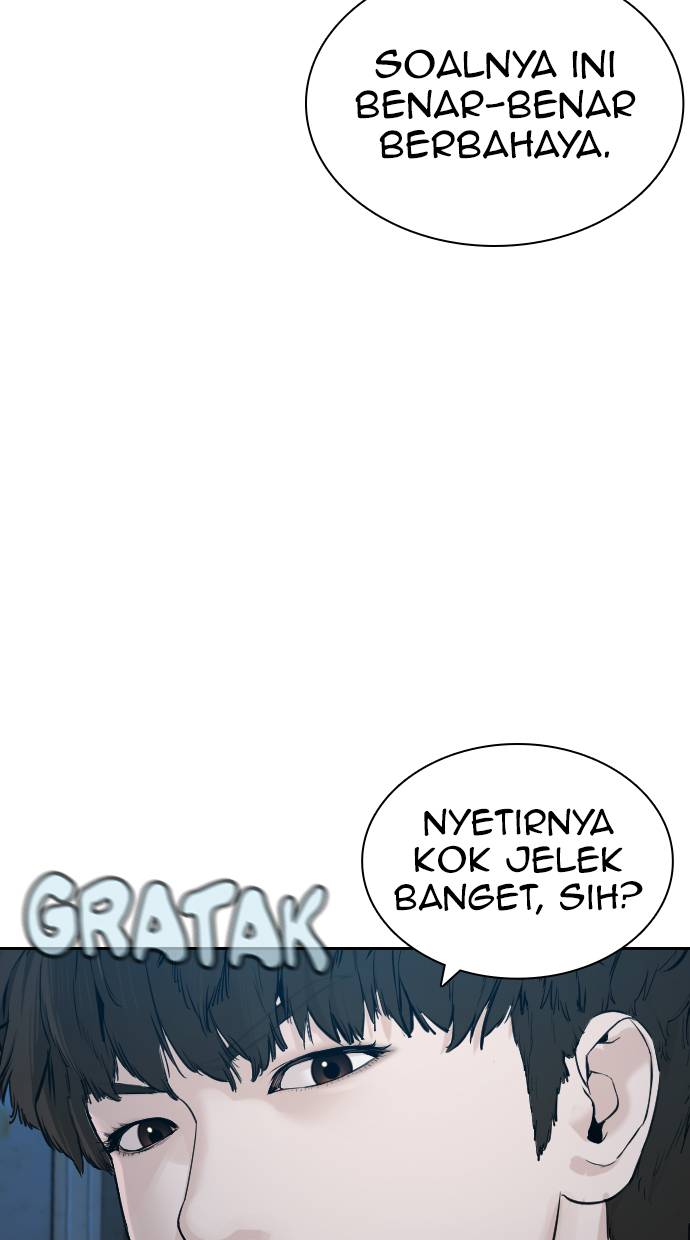 SOALNYA INI
BENAR-BENAR
BERBAHAYA.
NYETIRNYA
KOK JELEK
BANGET, SIH?
GRATAK